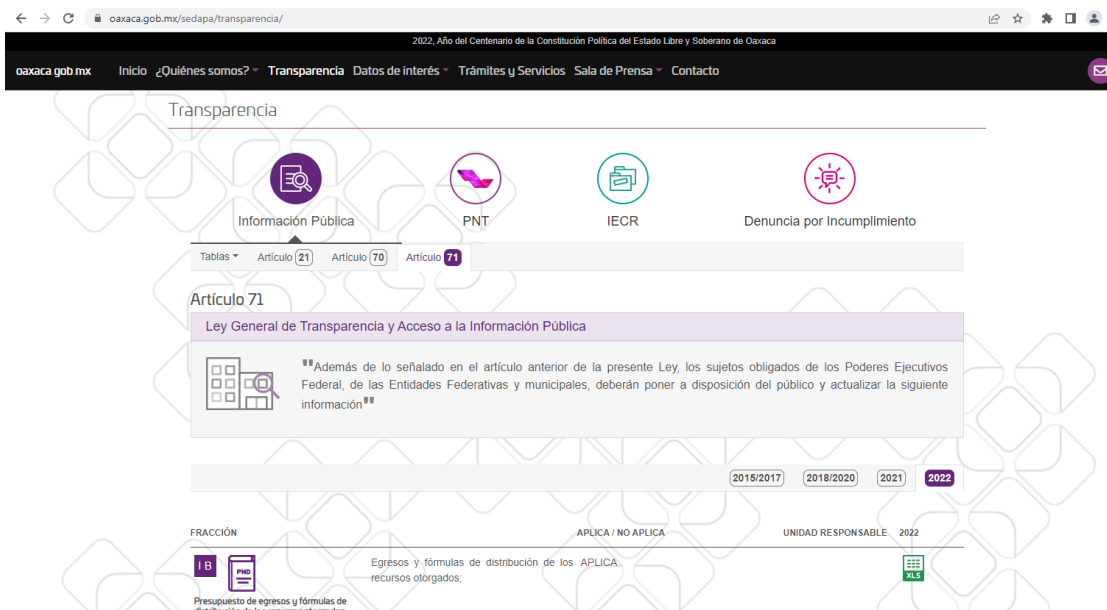 oaxaca.gob.mx/sedapa/transparencia/
2022, Año del Centenario de la Constitución Política del Estado Libre y Soberano de Oaxaca
oaxaca.gob.mx Inicio ¿Quiénes somos? Transparencia Datos de interés Trámites y Servicios Sala de Prensa Contacto
Transparencia
Información Pública PNT IECR Denuncia por Incumplimiento
Tablas Artículo 21 Artículo 70 Artículo 71
Artículo 71
Ley General de Transparencia y Acceso a la Información Pública
"Además de lo señalado en el artículo anterior de la presente Ley, los sujetos obligados de los Poderes Ejecutivos
Federal, de las Entidades Federativas y municipales, deberán poner a disposición del público y actualizar la siguiente
información"
2015/2017 2018/2020 2021 2022
FRACCIÓN APLICA / NO APLICA UNIDAD RESPONSABLE 2022
I B PND Egresos y fórmulas de distribución de los APLICA XLS
recursos otorgados;
Presupuesto de egresos y fórmulas de
distribución de los recursos otorgados